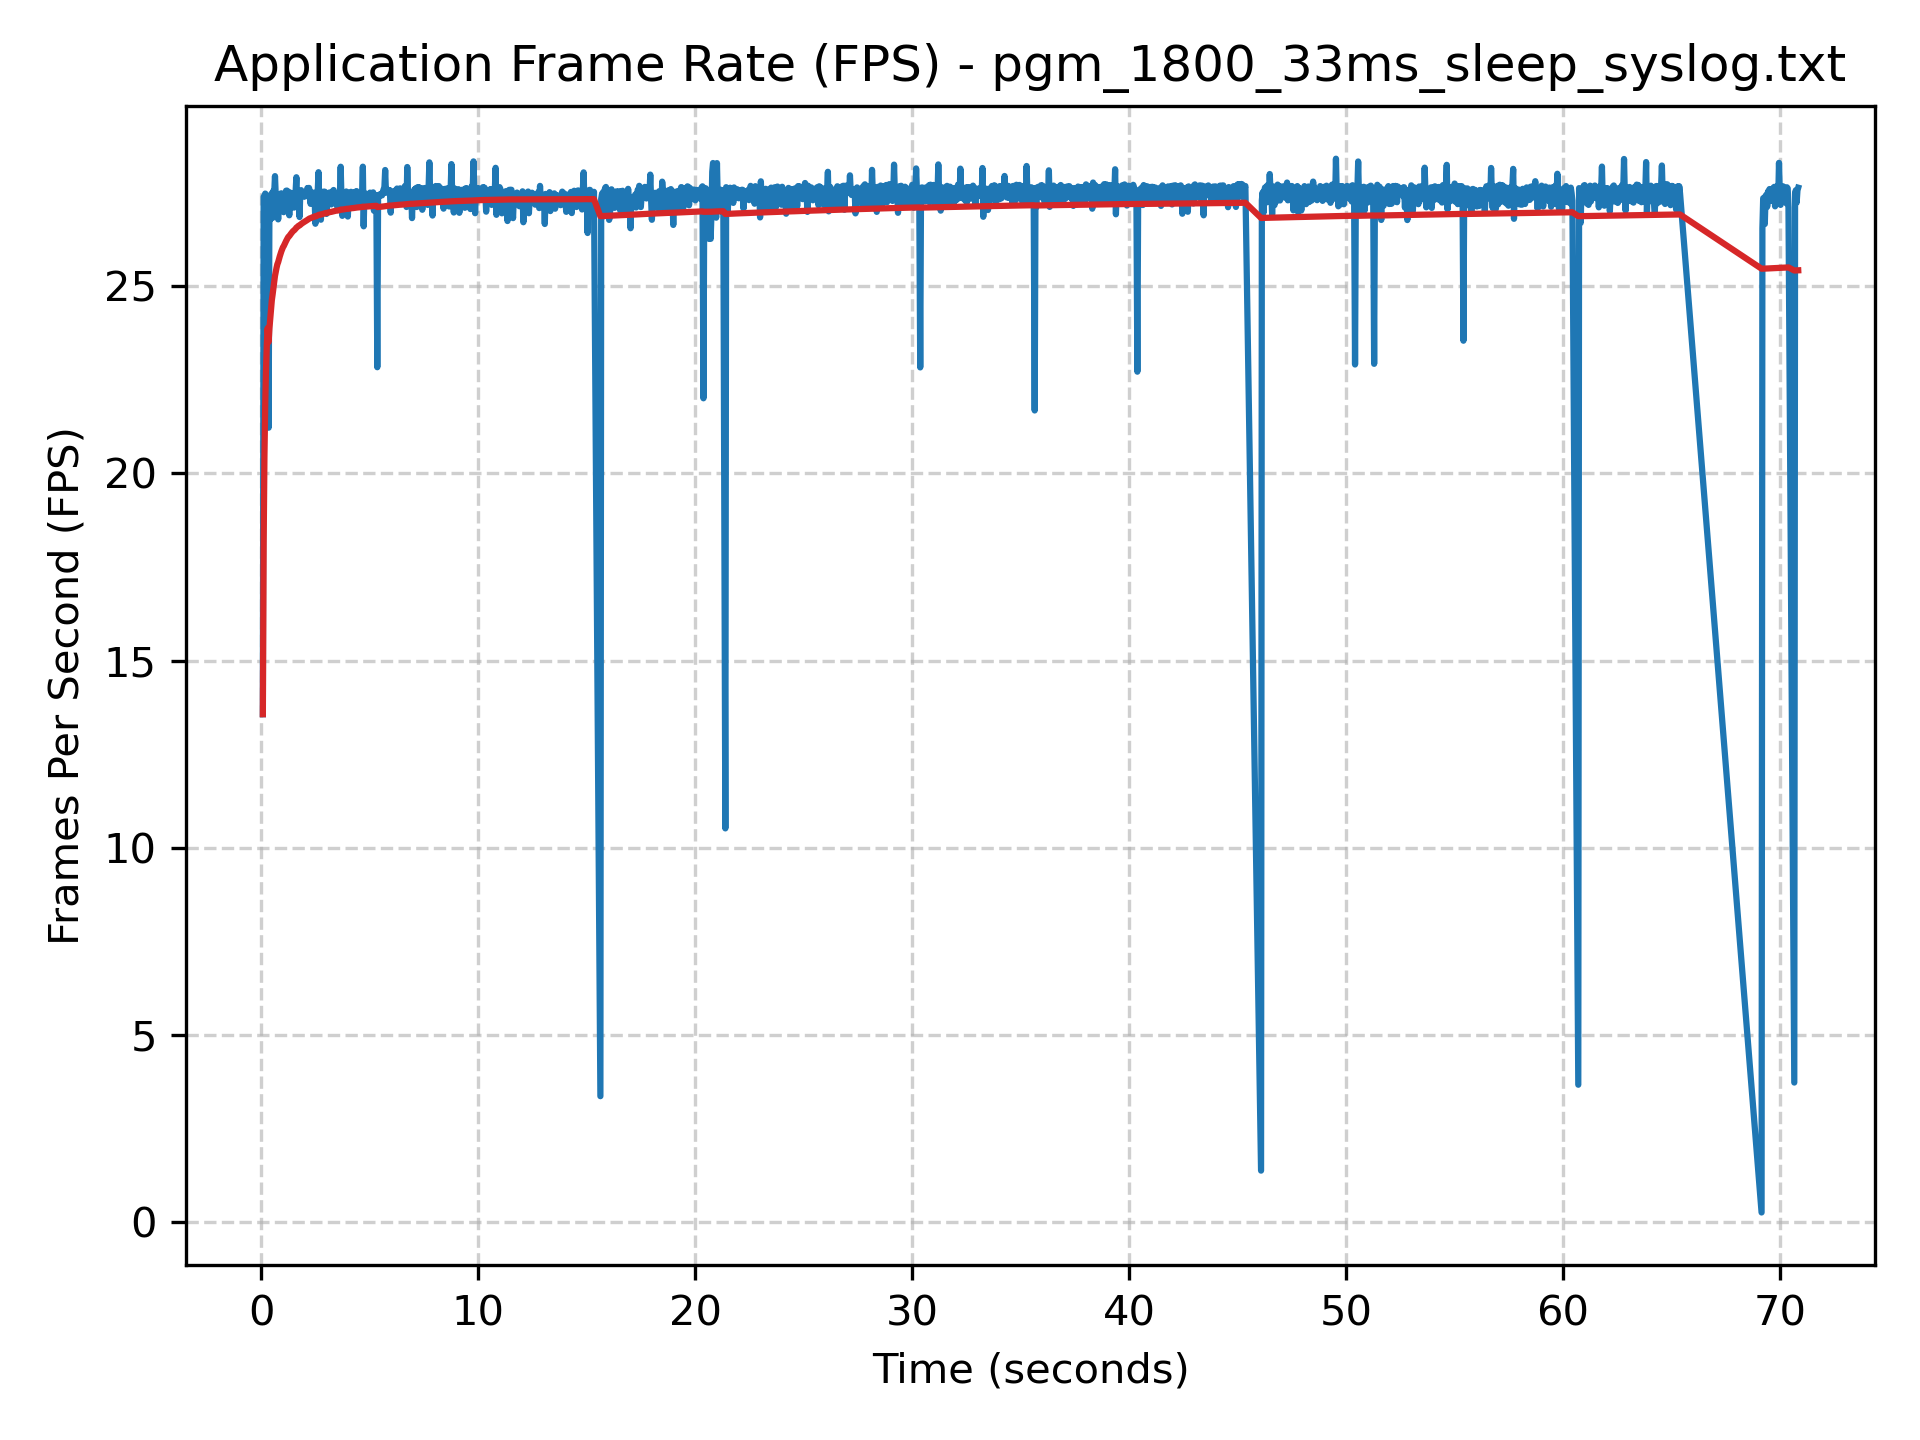 Application Frame Rate (FPS) - pgm_1800_33ms_sleep_syslog.txt
Frames Per Second (FPS)
25
20
15
10
5
0
0 10 20 30 40 50 60 70
Time (seconds)